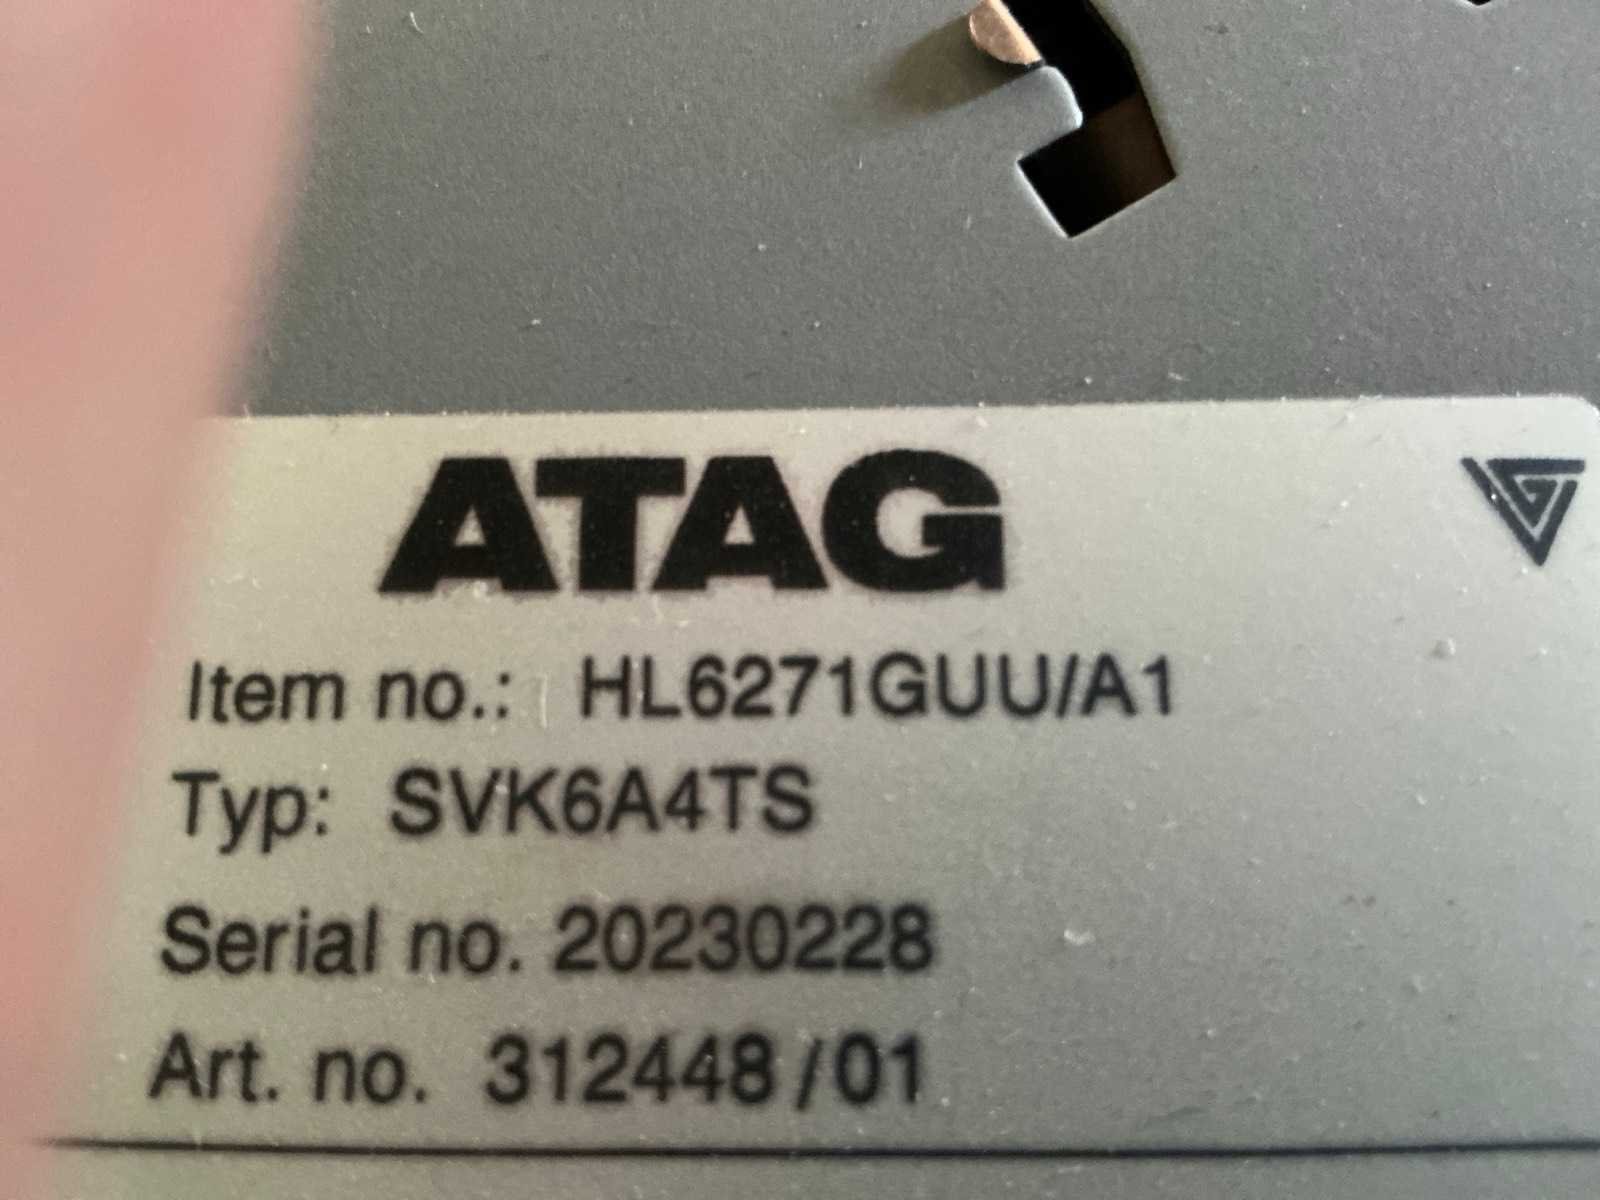 ATAG
Item no.: HL6271GUU/A1
Typ: SVK6A4TS
Serial no. 20230228
Art. no. 312448 / 01